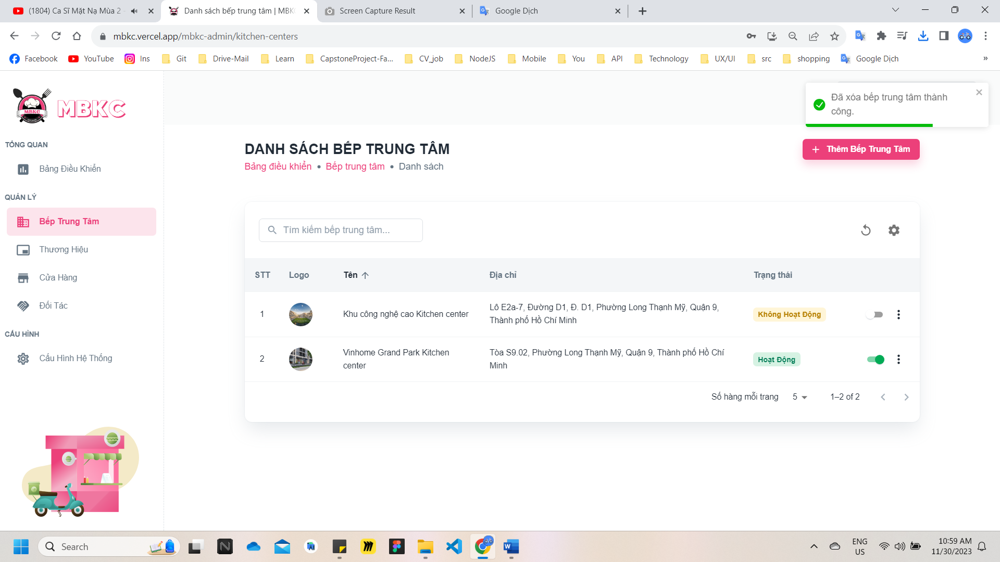 (1804) Ca Sĩ Mặt Nạ Mùa 2 -
Danh sách bếp trung tâm | MBKC
Screen Capture Result
Google Dịch
mbkc.vercel.app/mbkc-admin/kitchen-centers
Facebook
YouTube
Ins
Git
Drive-Mail
Learn
CapstoneProject-Fa...
CV_job
NodeJS
Mobile
You
API
Technology
UX/UI
src
shopping
Google Dịch
»
MBKC
MBKC
Đã xóa bếp trung tâm thành
công.
TỔNG QUAN
Bảng Điều Khiển
QUẢN LÝ
Bếp Trung Tâm
Thương Hiệu
Cửa Hàng
Đối Tác
CẤU HÌNH
Cấu Hình Hệ Thống
DANH SÁCH BẾP TRUNG TÂM
Bảng điều khiển • Bếp trung tâm • Danh sách
Thêm Bếp Trung Tâm
Tìm kiếm bếp trung tâm...
STT Logo Tên Địa chỉ Trạng thái
1 Khu công nghệ cao Kitchen center
Lô E2a-7, Đường D1, Đ. D1, Phường Long Thạnh Mỹ, Quận 9,
Thành phố Hồ Chí Minh
Không Hoạt Động
2
Vinhome Grand Park Kitchen
center
Tòa S9.02, Phường Long Thạnh Mỹ, Quận 9, Thành phố Hồ Chí
Minh
Hoạt Động
Số hàng mỗi trang 5 1–2 of 2
Search
ENG
US
10:59 AM
11/30/2023